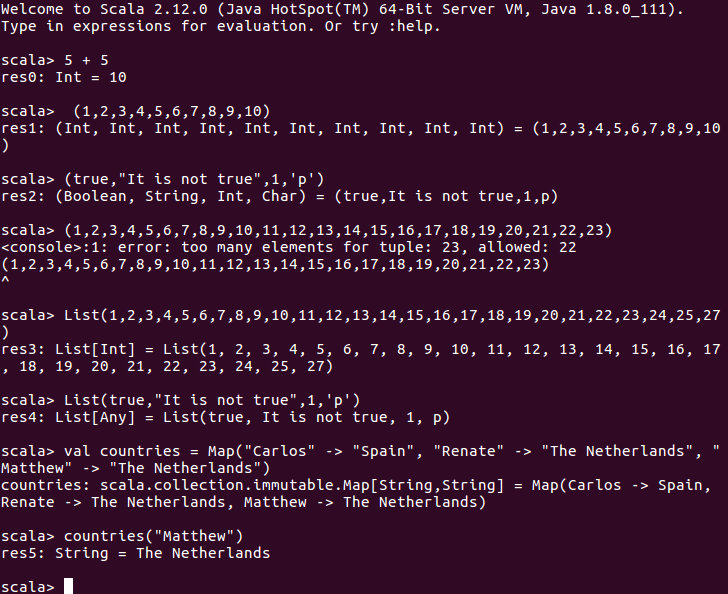 Welcome to Scala 2.12.0 (Java HotSpot(TM) 64-Bit Server VM, Java 1.8.0_111).
Type in expressions for evaluation. Or try :help.

scala> 5 + 5
res0: Int = 10

scala>  (1,2,3,4,5,6,7,8,9,10)
res1: (Int, Int, Int, Int, Int, Int, Int, Int, Int, Int) = (1,2,3,4,5,6,7,8,9,10
)

scala> (true,"It is not true",1,'p')
res2: (Boolean, String, Int, Char) = (true,It is not true,1,p)

scala> (1,2,3,4,5,6,7,8,9,10,11,12,13,14,15,16,17,18,19,20,21,22,23)
<console>:1: error: too many elements for tuple: 23, allowed: 22
(1,2,3,4,5,6,7,8,9,10,11,12,13,14,15,16,17,18,19,20,21,22,23)
^

scala> List(1,2,3,4,5,6,7,8,9,10,11,12,13,14,15,16,17,18,19,20,21,22,23,24,25,27
)
res3: List[Int] = List(1, 2, 3, 4, 5, 6, 7, 8, 9, 10, 11, 12, 13, 14, 15, 16, 17
, 18, 19, 20, 21, 22, 23, 24, 25, 27)

scala> List(true,"It is not true",1,'p')
res4: List[Any] = List(true, It is not true, 1, p)

scala> val countries = Map("Carlos" -> "Spain", "Renate" -> "The Netherlands", "
Matthew" -> "The Netherlands")
countries: scala.collection.immutable.Map[String,String] = Map(Carlos -> Spain,
Renate -> The Netherlands, Matthew -> The Netherlands)

scala> countries("Matthew")
res5: String = The Netherlands

scala>